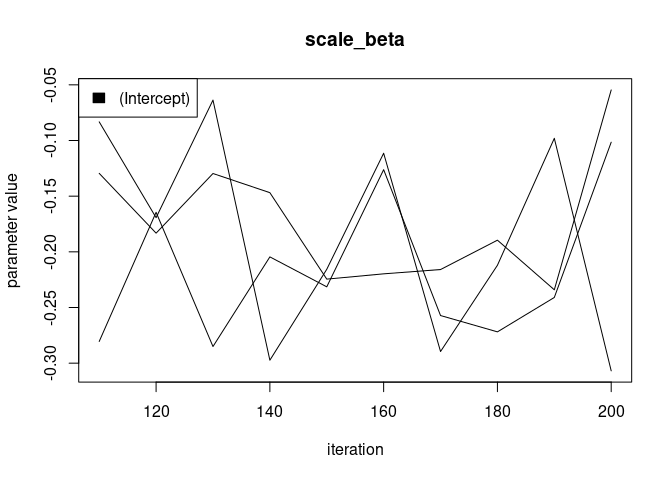 scale_beta
(Intercept)
parameter value
-0.05
-0.10
-0.15
-0.20
-0.25
-0.30
120
140
160
180
200
iteration